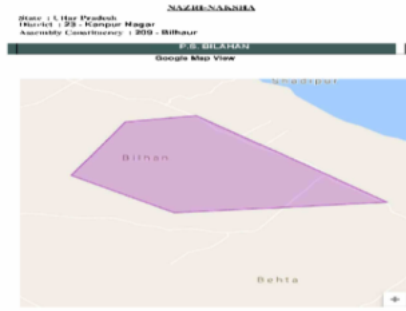 NAZRI-NAKSHA
State : Uttar Pradesh
District : 23 - Kanpur Nagar
Assembly Constituency : 209 - Bilhaur
P.S. BILAHAN
Google Map View
Bilhan
Behta